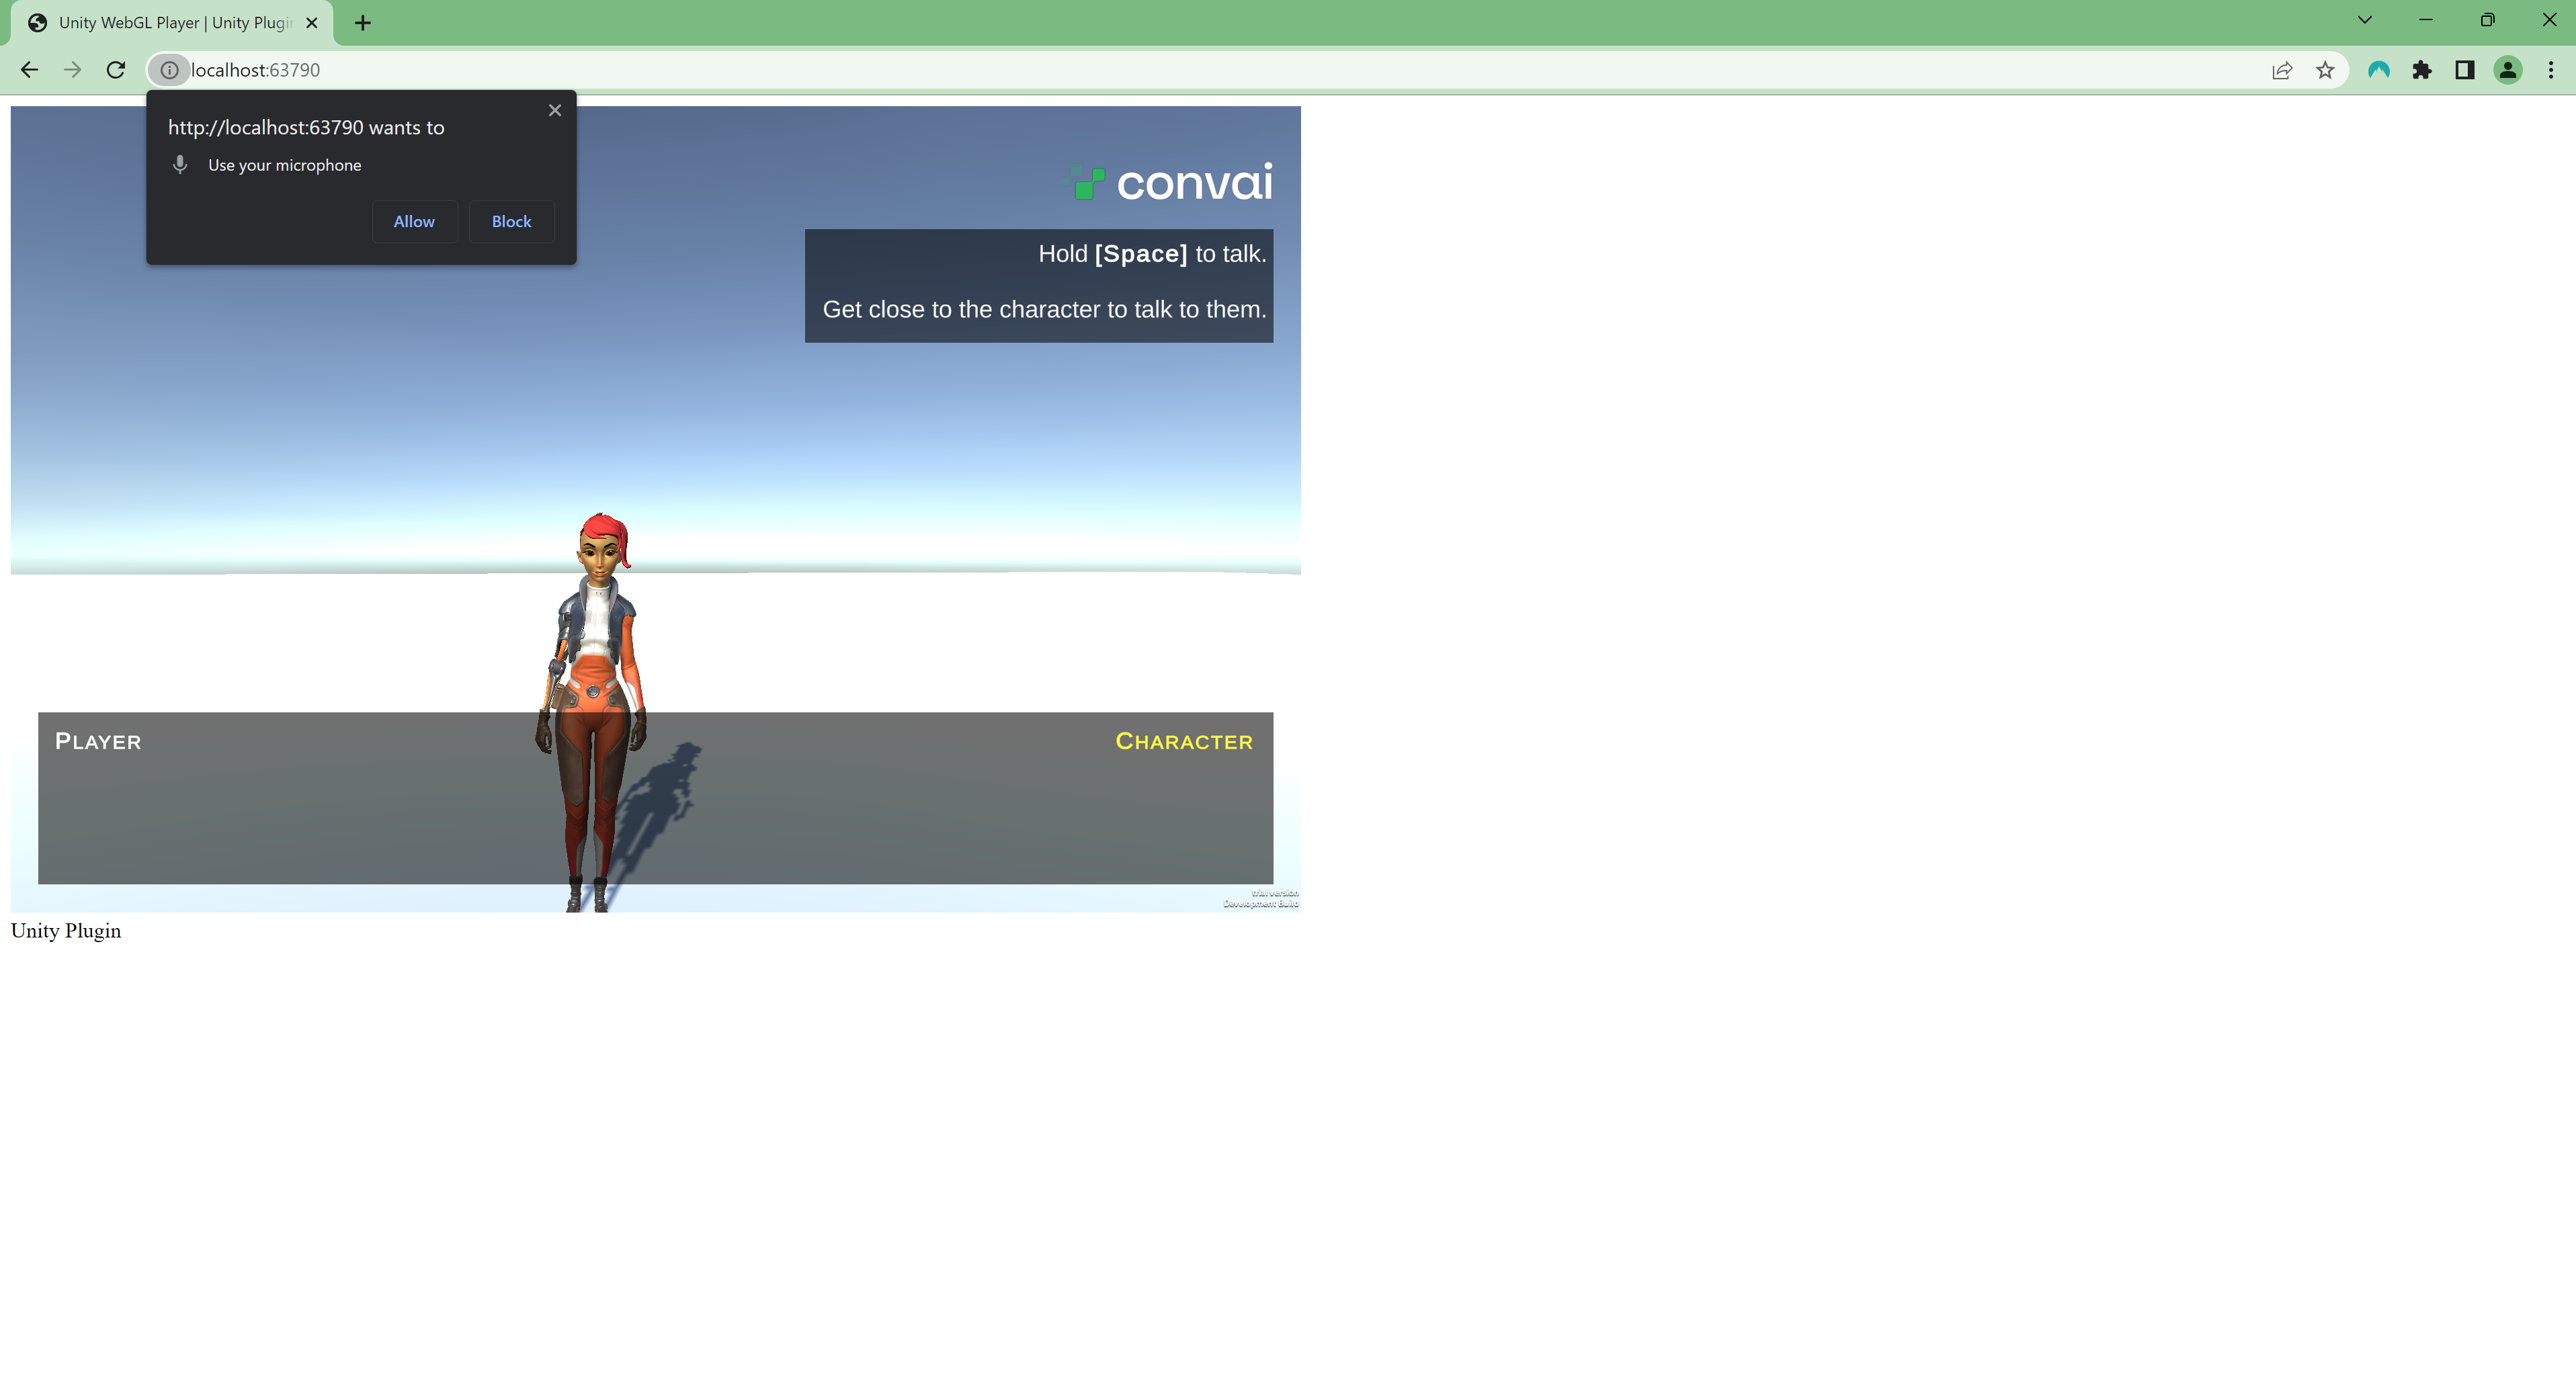 Unity WebGL Player | Unity Plugin
localhost:63790
http://localhost:63790 wants to
Use your microphone
Allow
Block
convai
Hold [Space] to talk.
Get close to the character to talk to them.
PLAYER
CHARACTER
trial version
Development Build
Unity Plugin